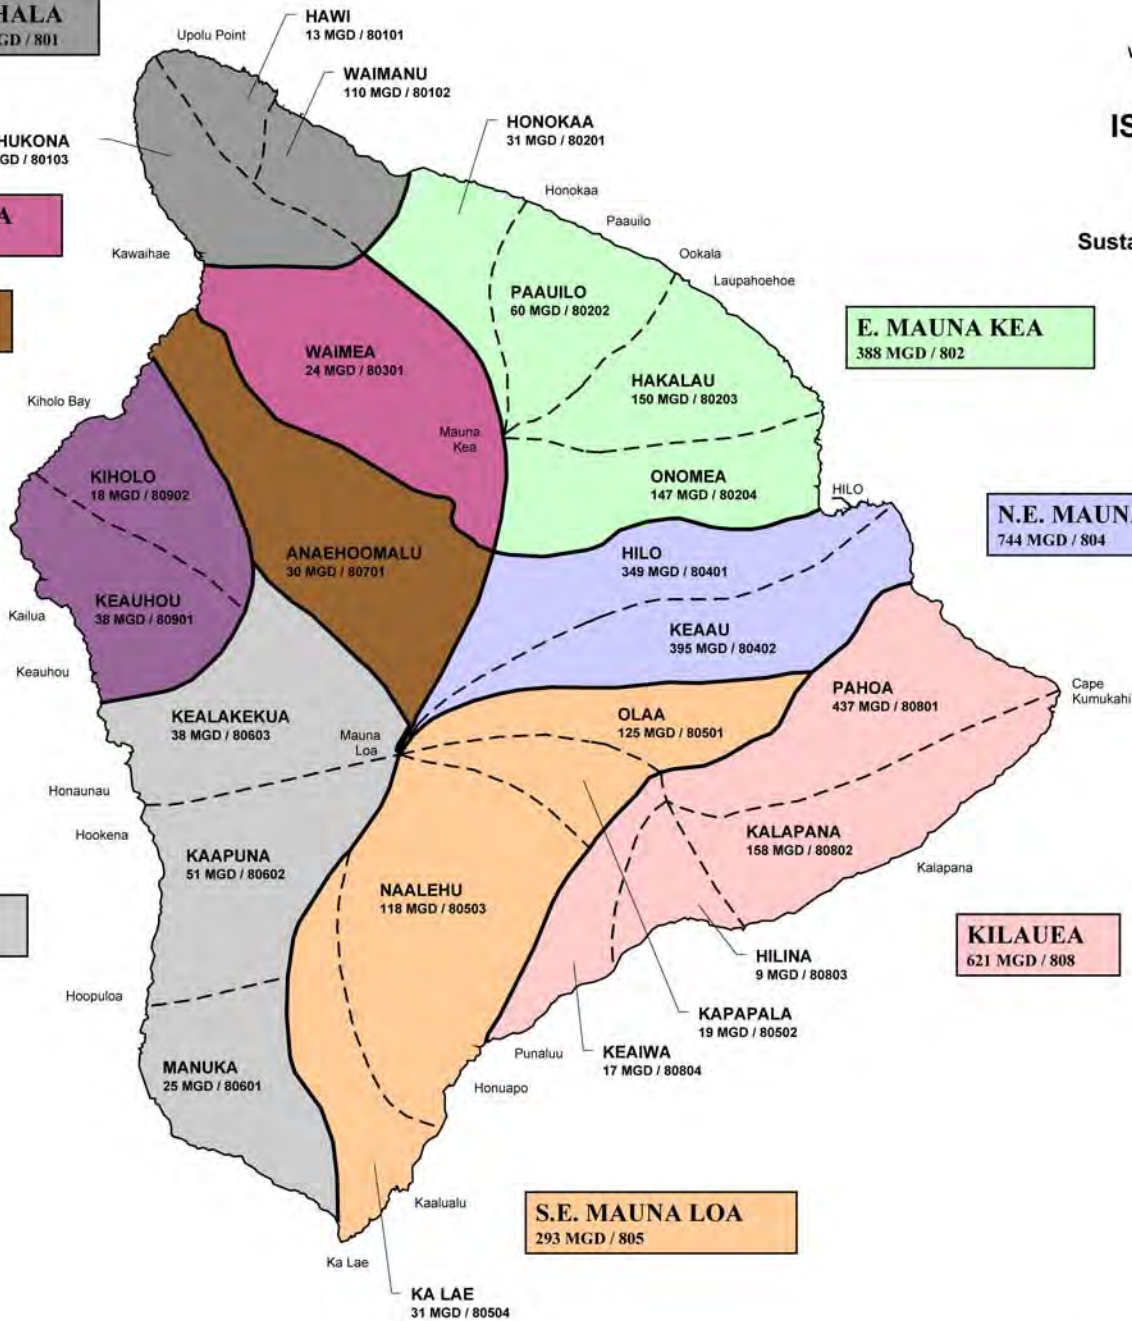 HALA
GD / 801
Upolu Point
HAWI
13 MGD / 80101
WAIMANU
110 MGD / 80102
HUKONA
GD / 80103
HONOKAA
31 MGD / 80201
IS
A
Kawaihae
Honokaa
Paauilo
Ookala
Laupahoehoe
Susta
PAAUILO
60 MGD / 80202
E. MAUNA KEA
388 MGD / 802
WAIMEA
24 MGD / 80301
HAKALAU
150 MGD / 80203
Kiholo Bay
Mauna
Kea
KIHOLO
18 MGD / 80902
ONOMEA
147 MGD / 80204
HILO
N.E. MAUNA
744 MGD / 804
ANAEHOOMALU
30 MGD / 80701
HILO
349 MGD / 80401
KEAUHOU
38 MGD / 80901
Kailua
KEAAU
395 MGD / 80402
Keauhou
PAHOA
437 MGD / 80801
Cape
Kumukahi
KEALAKEKUA
38 MGD / 80603
OLAA
125 MGD / 80501
Mauna
Loa
Honaunau
Hookena
KAAPUNA
51 MGD / 80602
KALAPANA
158 MGD / 80802
Kalapana
NAALEHU
118 MGD / 80503
KILAUEA
621 MGD / 808
HILINA
9 MGD / 80803
Hoopuloa
KAPAPALA
19 MGD / 80502
Punaluu
KEAIWA
17 MGD / 80804
MANUKA
25 MGD / 80601
Honuapo
Kaalualu
S.E. MAUNA LOA
293 MGD / 805
Ka Lae
KA LAE
31 MGD / 80504